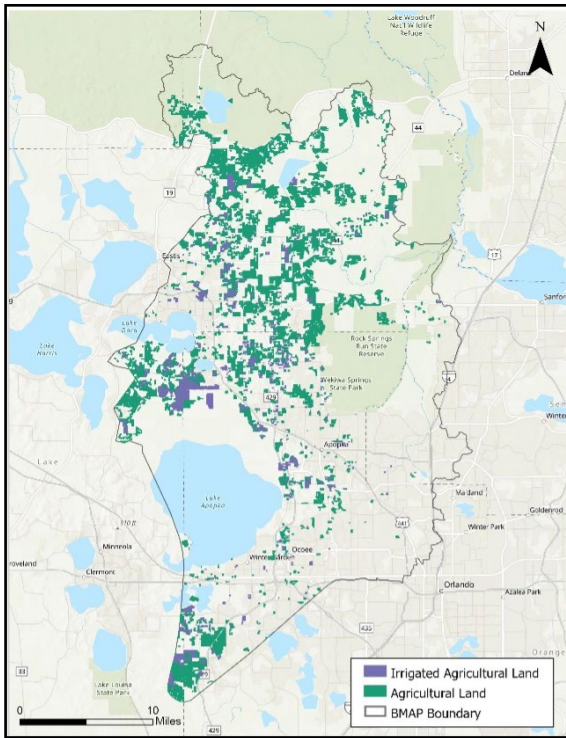 Lake Woodruff
Nat'l Wildlife
Refuge
N
Deland
44
19
17
Eustis
Sanford
Lake
Dora
Lake
Harris
Rock Springs
Run State
Reserve
Wekiwa Springs
State Park
4
429
Apopka
Lake
Lake
Apopka
Maitland
Goldenrod
441
Winter Park
Minneola
Ocoee
Winter Garden
Clermont
Orlando
Azalea Park
435
Orange
33
Lake Louisa
State Park
429
0
10
Miles
Irrigated Agricultural Land
Agricultural Land
BMAP Boundary